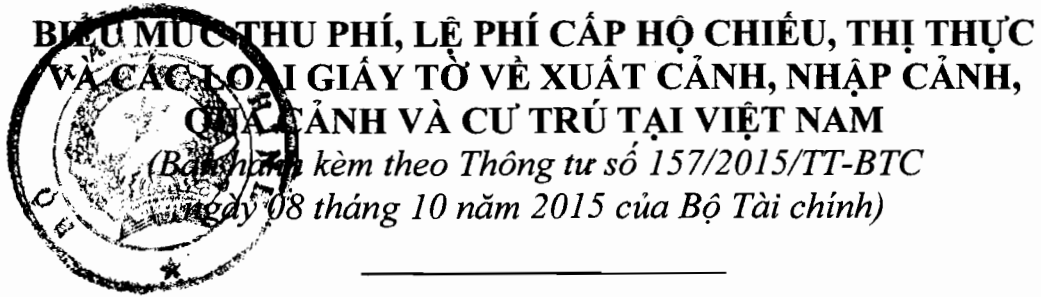 BIỂU MỨC THU PHÍ, LỆ PHÍ CẤP HỘ CHIẾU, THỊ THỰC
VÀ CÁC LOẠI GIẤY TỜ VỀ XUẤT CẢNH, NHẬP CẢNH,
QUÁ CẢNH VÀ CƯ TRÚ TẠI VIỆT NAM
(Ban hành kèm theo Thông tư số 157/2015/TT-BTC
ngày 08 tháng 10 năm 2015 của Bộ Tài chính)